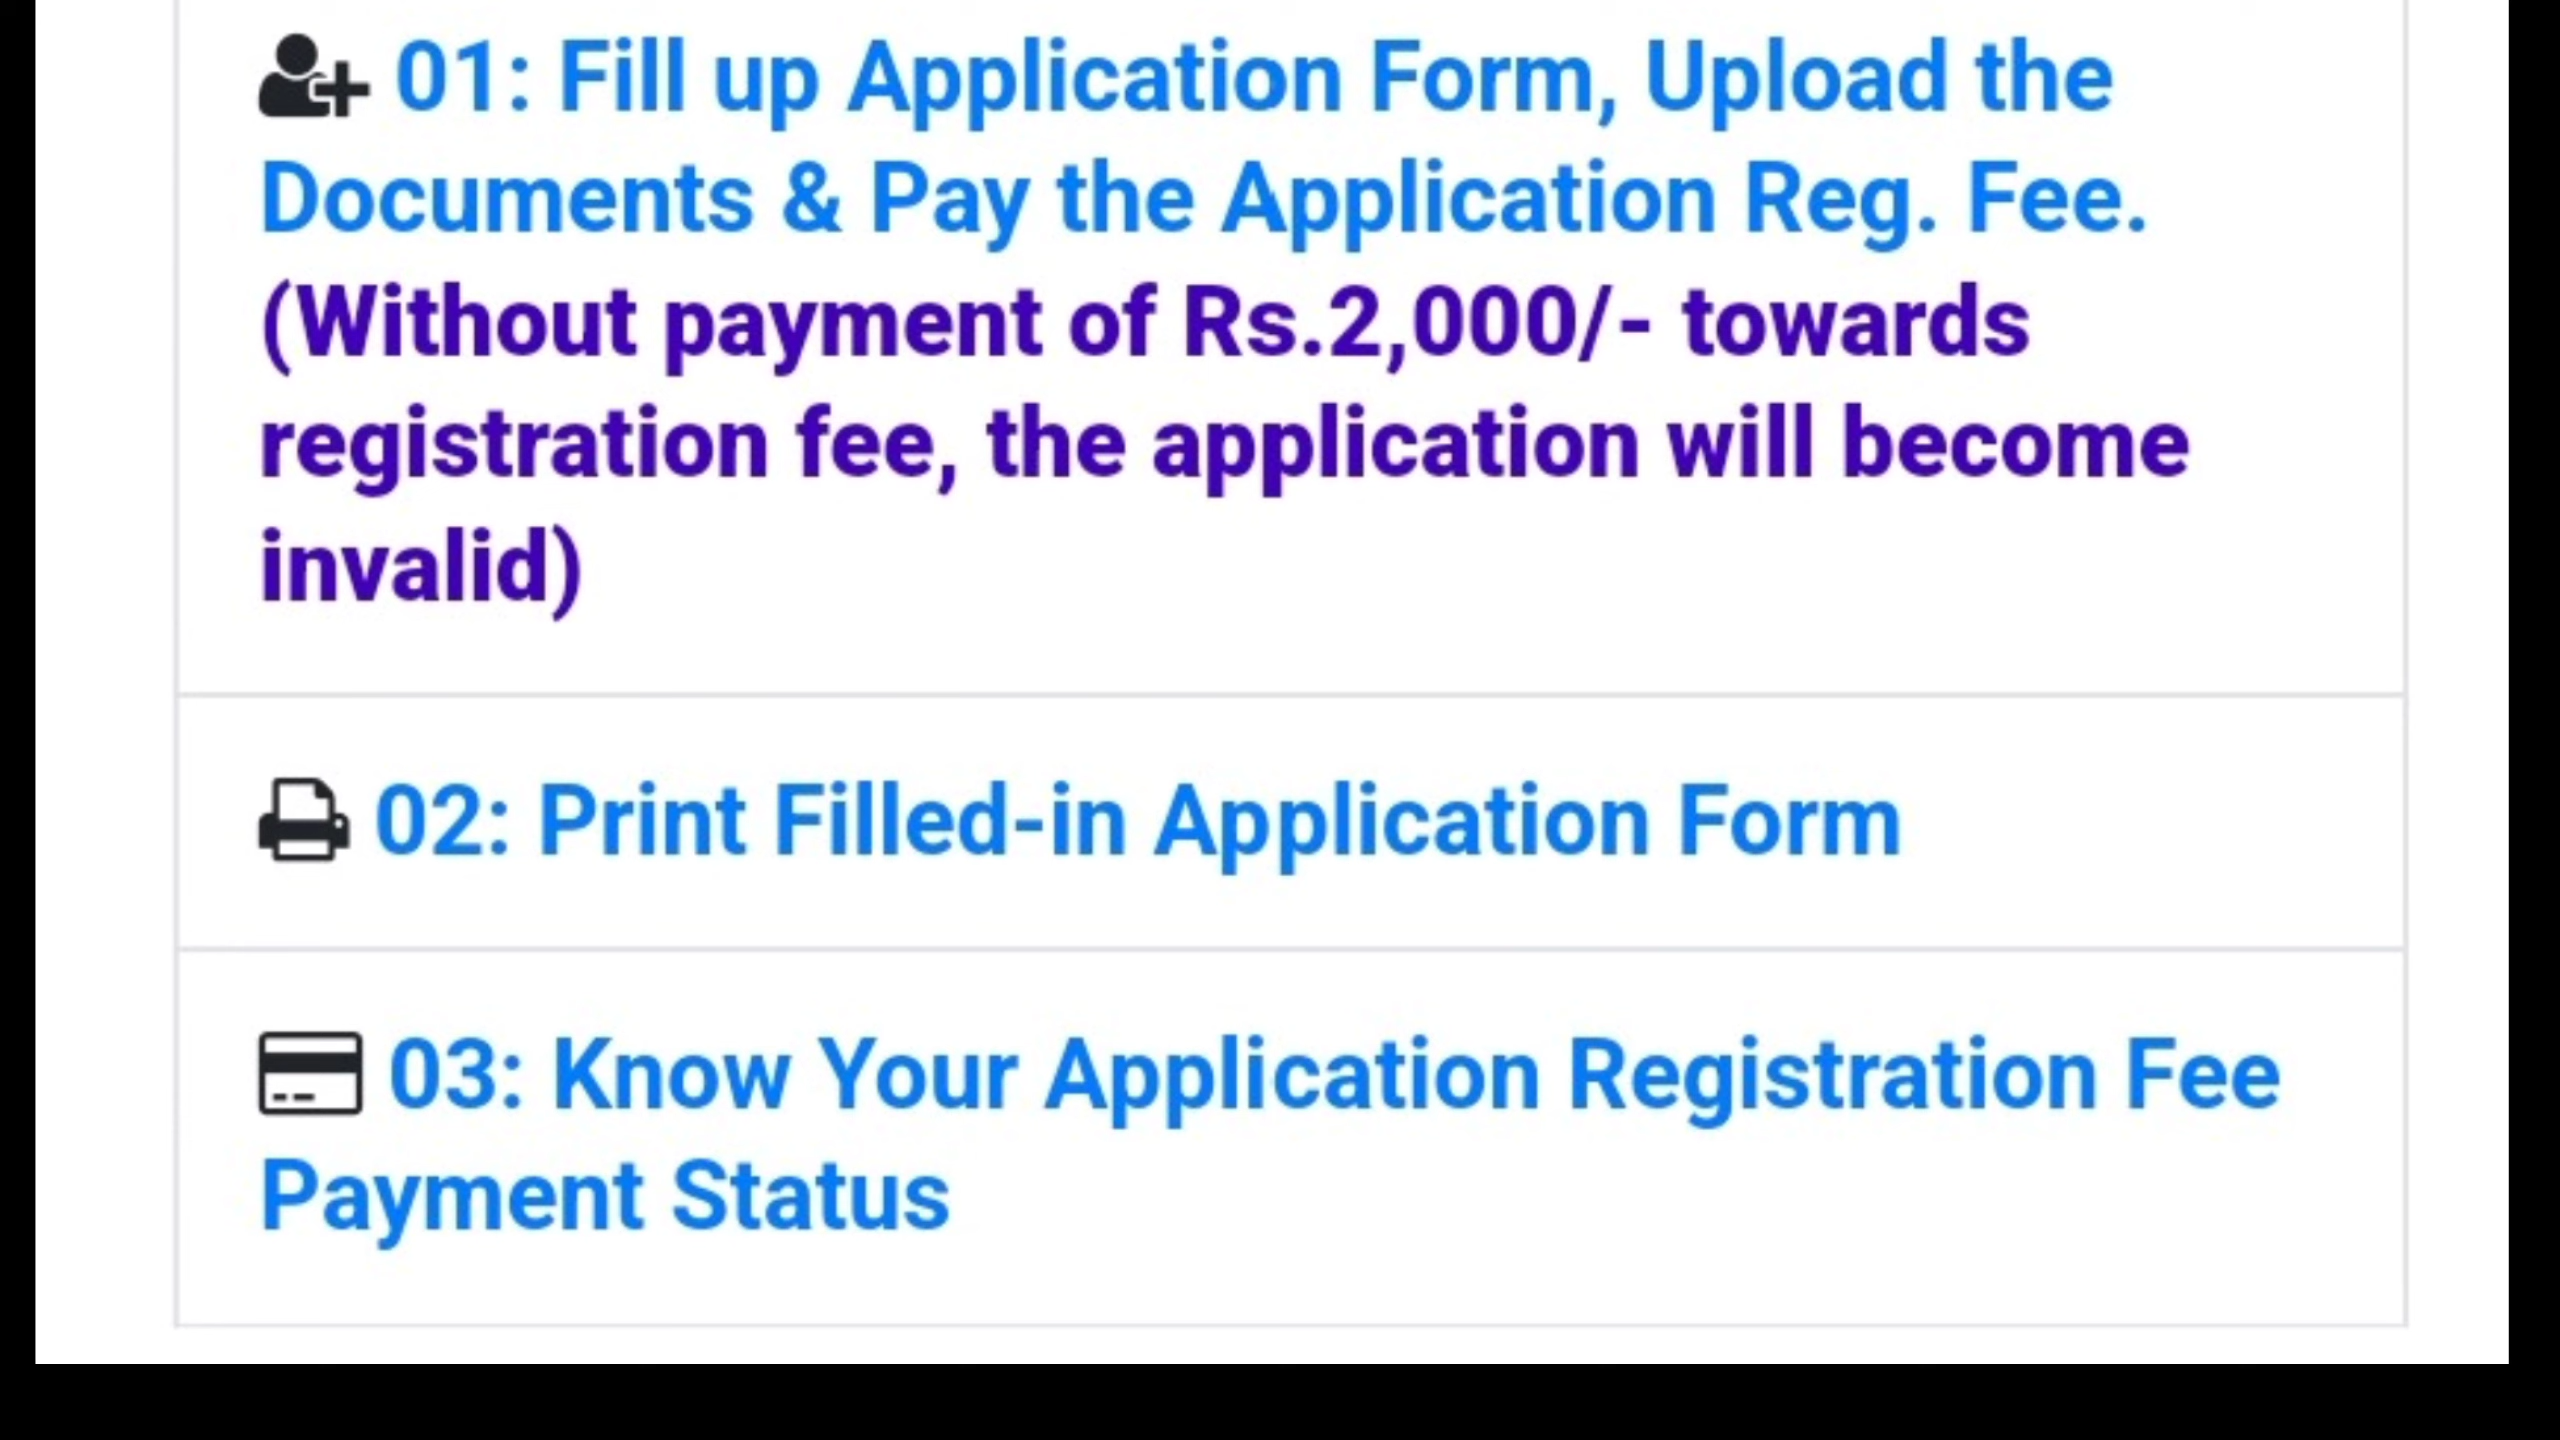 01: Fill up Application Form, Upload the
Documents & Pay the Application Reg. Fee.
(Without payment of Rs.2,000/- towards
registration fee, the application will become
invalid)
02: Print Filled-in Application Form
03: Know Your Application Registration Fee
Payment Status